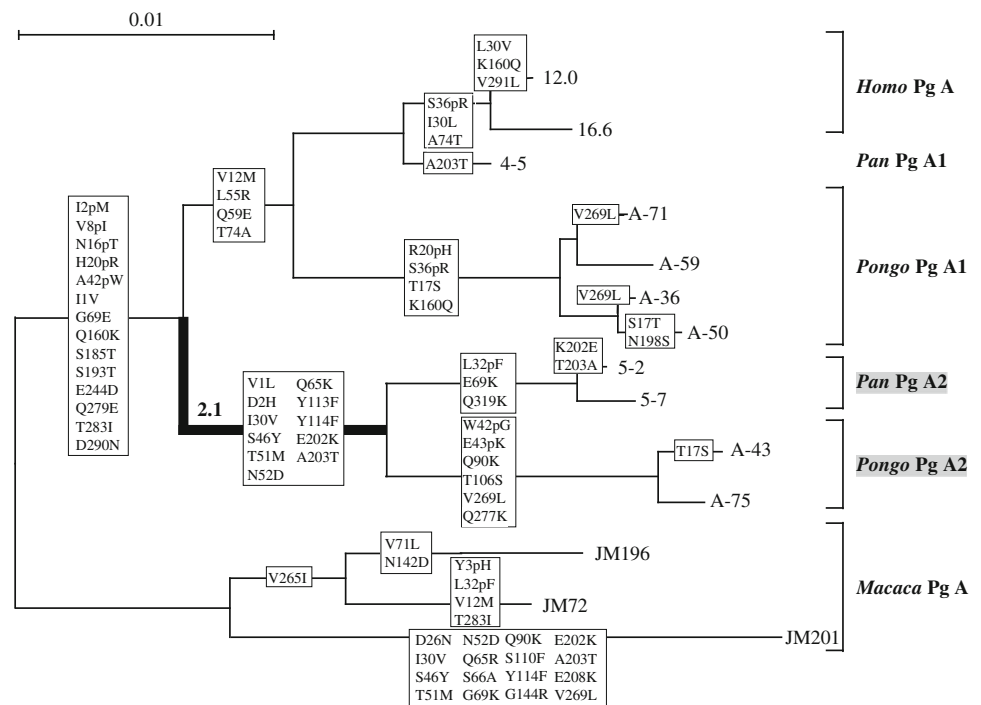 0.01
L30V
K160Q
V291L
12.0
Homo Pg A
S36pR
I30L
A74T
16.6
A203T
4-5
Pan Pg A1
V12M
L55R
Q59E
T74A
I2pM
V8pI
N16pT
H20pR
A42pW
I1V
G69E
Q160K
S185T
S193T
E244D
Q279E
T283I
D290N
V269L
A-71
R20pH
S36pR
T17S
K160Q
A-59
Pongo Pg A1
V269L
A-36
S17T
N198S
A-50
K202E
T203A
5-2
L32pF
E69K
Q319K
Pan Pg A2
5-7
2.1
V1L Q65K
D2H Y113F
I30V Y114F
S46Y E202K
T51M A203T
N52D
W42pG
E43pK
Q90K
T106S
V269L
Q277K
T17S
A-43
Pongo Pg A2
A-75
V71L
N142D
JM196
V265I
Y3pH
L32pF
V12M
T283I
JM72
Macaca Pg A
D26N N52D Q90K E202K
I30V Q65R S110F A203T
S46Y S66A Y114F E208K
T51M G69K G144R V269L
JM201